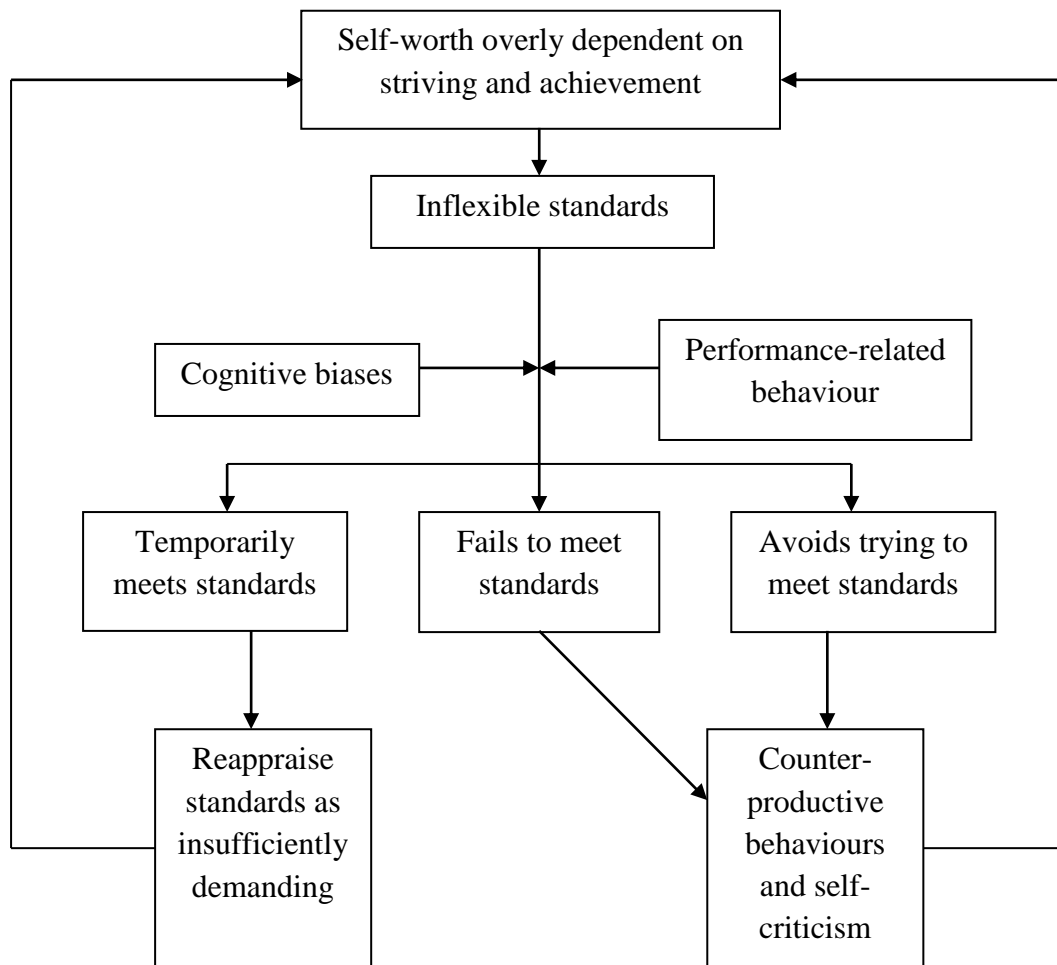 Self-worth overly dependent on
striving and achievement
Inflexible standards
Cognitive biases
Performance-related
behaviour
Temporarily
meets standards
Fails to meet
standards
Avoids trying to
meet standards
Reappraise
standards as
insufficiently
demanding
Counter-
productive
behaviours
and self-
criticism